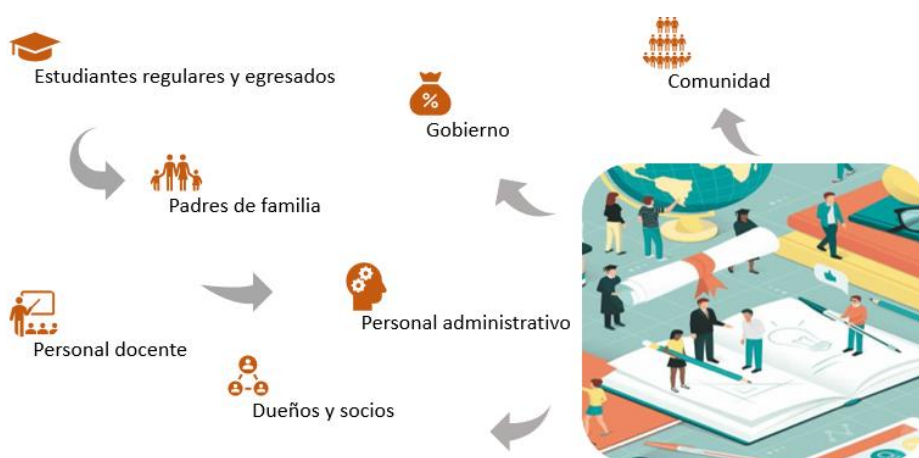 Estudiantes regulares y egresados
Comunidad
%
Gobierno
Padres de familia
Personal administrativo
Personal docente
Dueños y socios